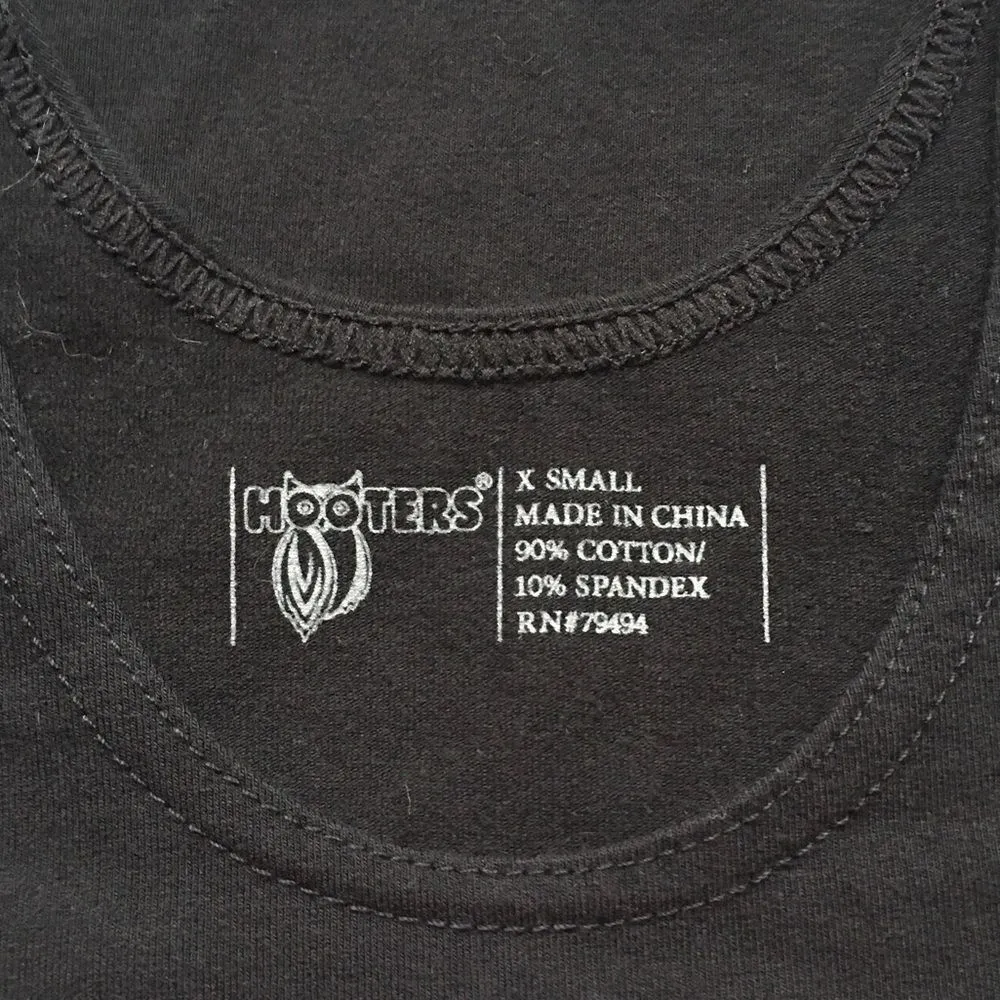 HOOTERS®
X SMALL
MADE IN CHINA
90% COTTON/
10% SPANDEX
RN#79494